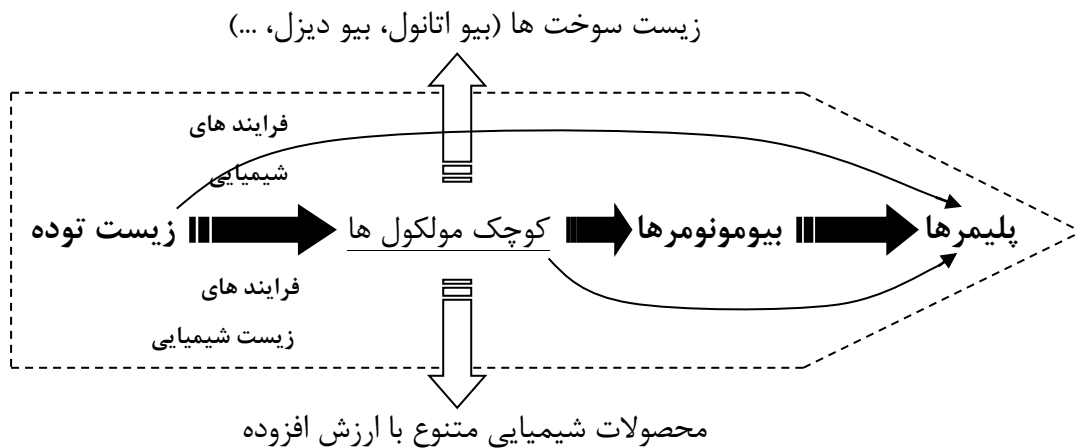 زیست سوخت ها (بیو اتانول، بیو دیزل، ...)
فرایند های
شیمیایی
زیست توده
کوچک مولکول ها
بیومونومرها
پلیمرها
فرایند های
زیست شیمیایی
محصولات شیمیایی متنوع با ارزش افزوده